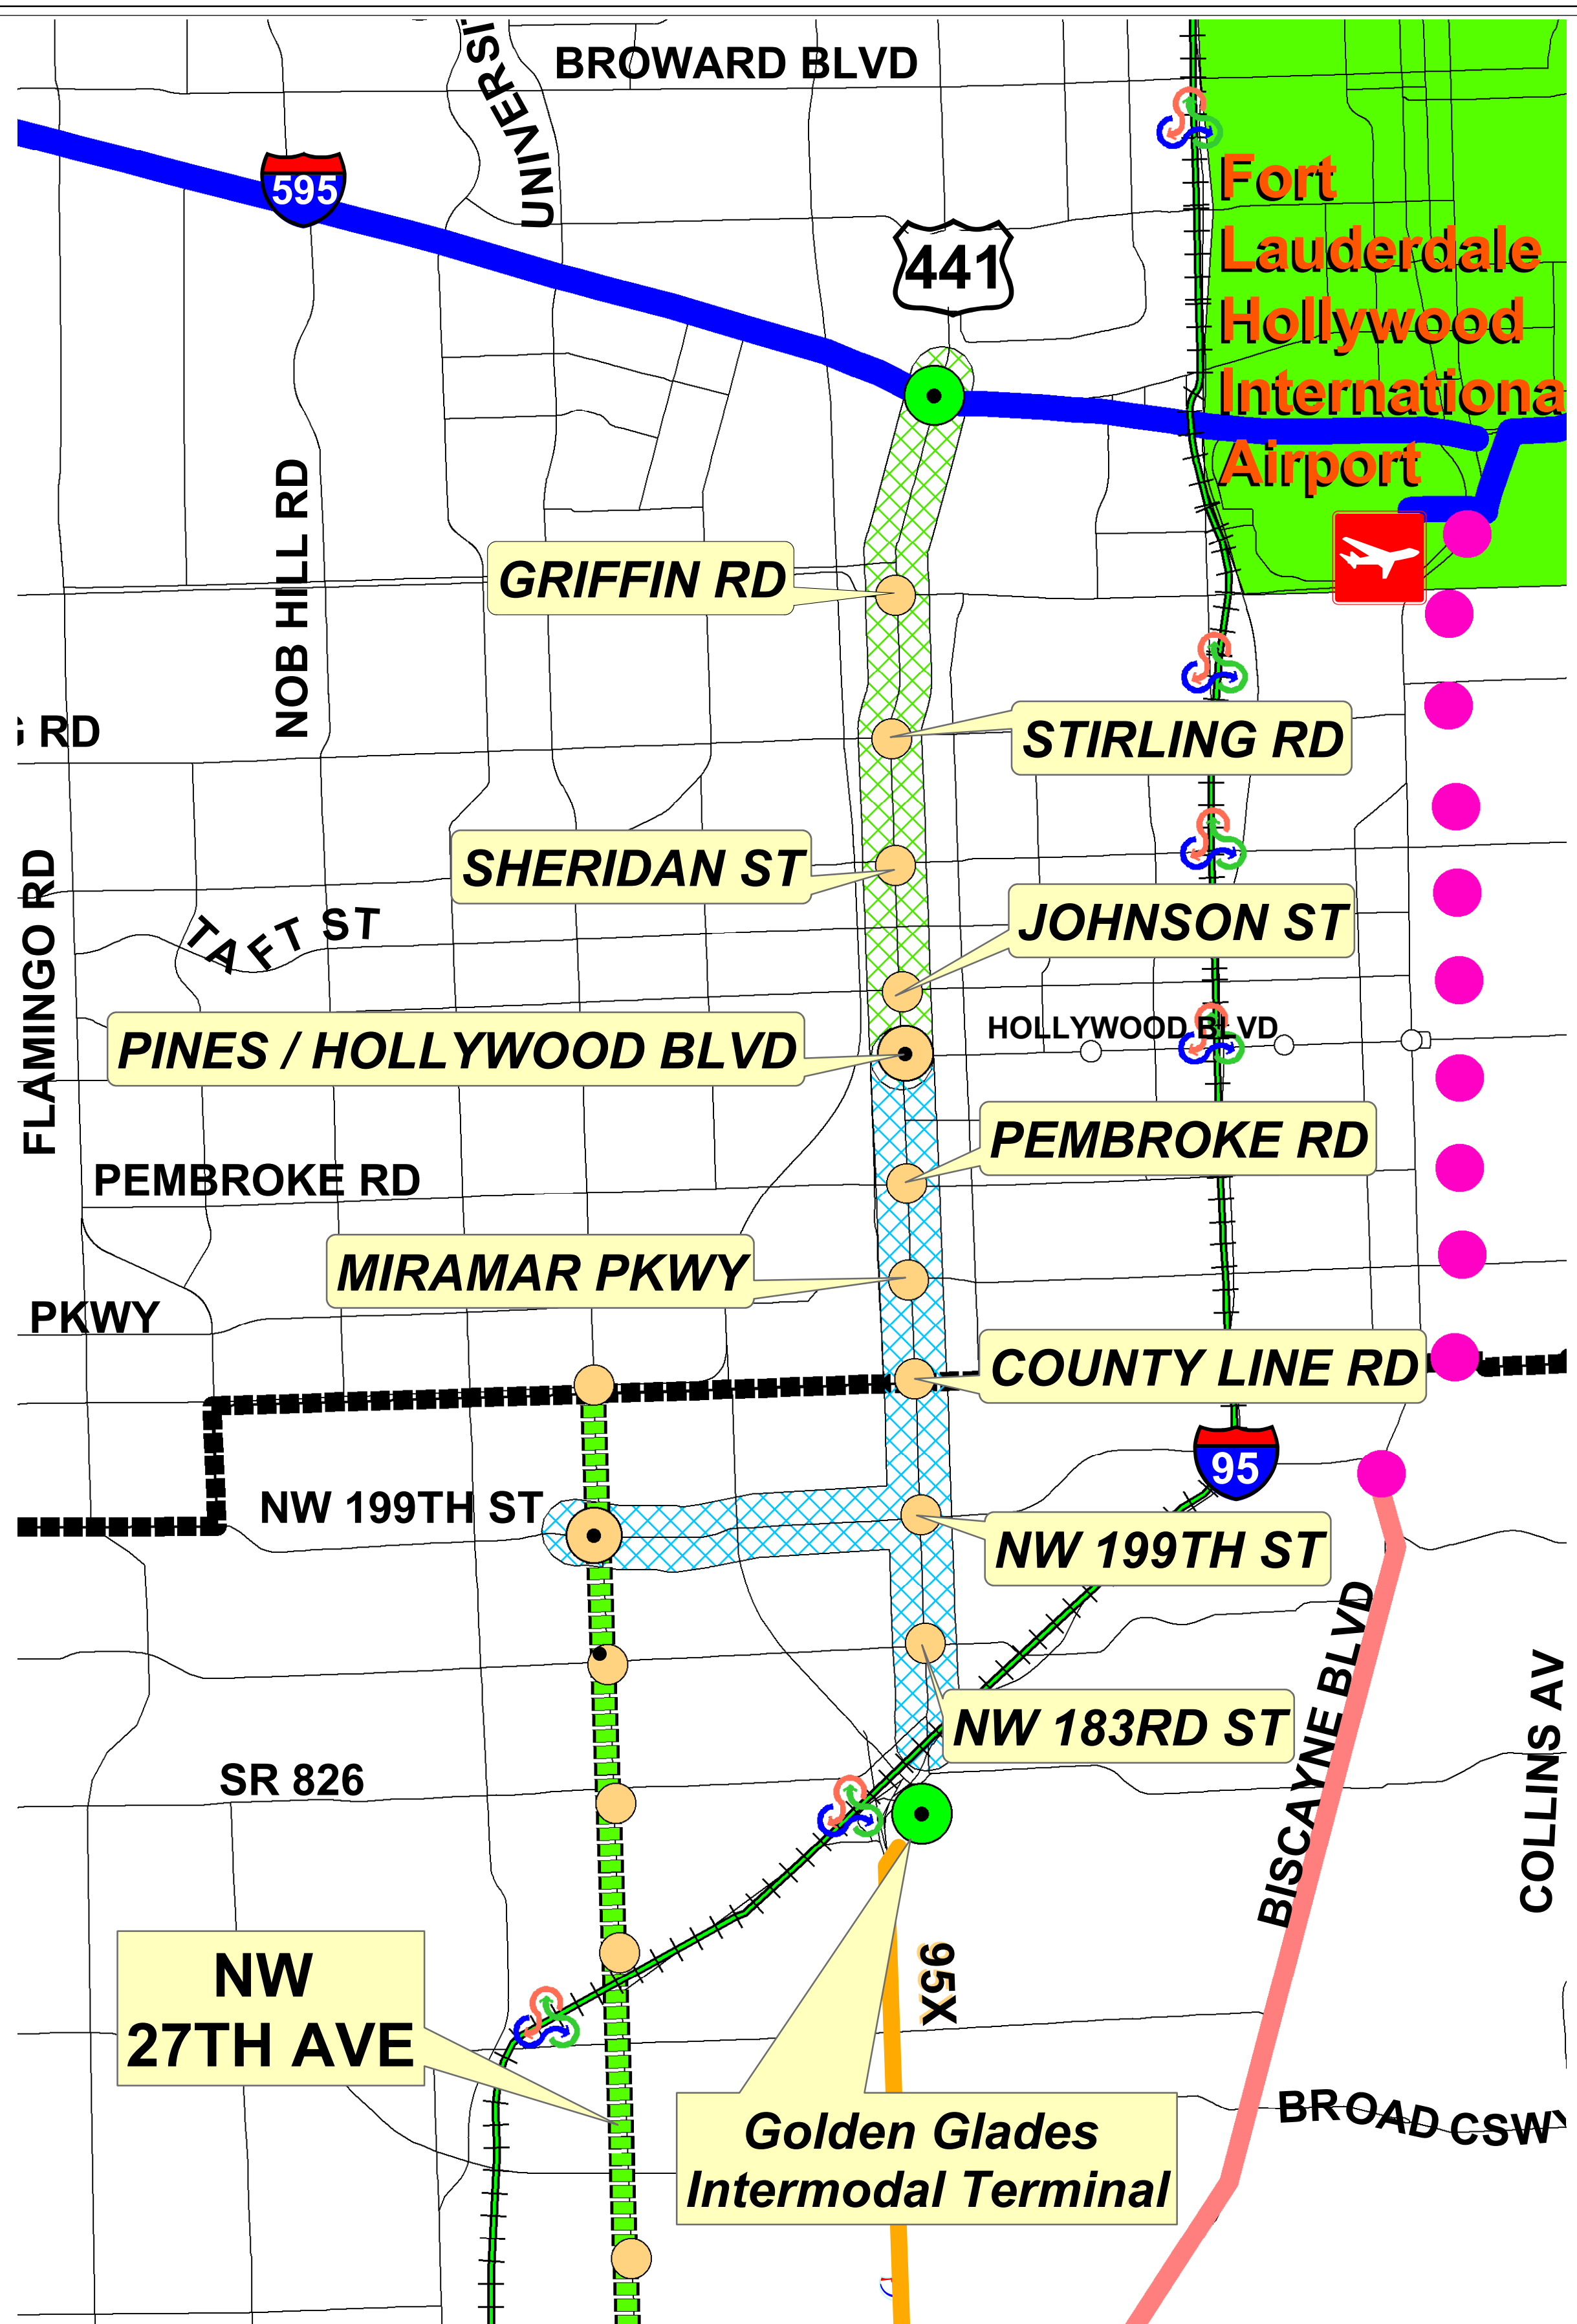 BROWARD BLVD
UNIVERSI
595
Fort
Lauderdale
Hollywood
Internationa
Airport
441
NOB HILL RD
GRIFFIN RD
RD
STIRLING RD
SHERIDAN ST
FLAMINGO RD
TAFT ST
JOHNSON ST
PINES / HOLLYWOOD BLVD
HOLLYWOOD BLVD
PEMBROKE RD
PEMBROKE RD
MIRAMAR PKWY
PKWY
COUNTY LINE RD
95
NW 199TH ST
NW 199TH ST
NW 183RD ST
BISCAYNE BLVD
COLLINS AV
SR 826
95X
NW
27TH AVE
Golden Glades
Intermodal Terminal
BROAD CSWY